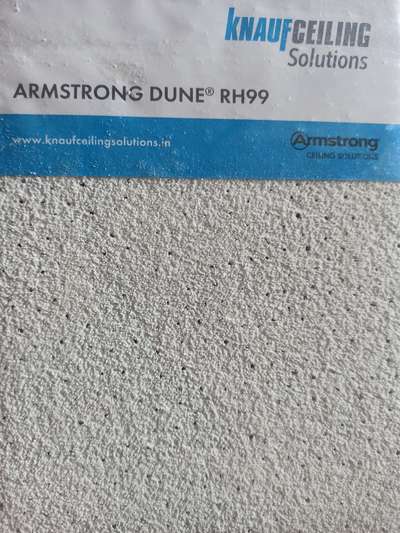 KNAUFCEILING
Solutions
ARMSTRONG DUNE® RH99
www.knaufceilingsolutions.in
Armstrong
CEILING SOLUTIONS